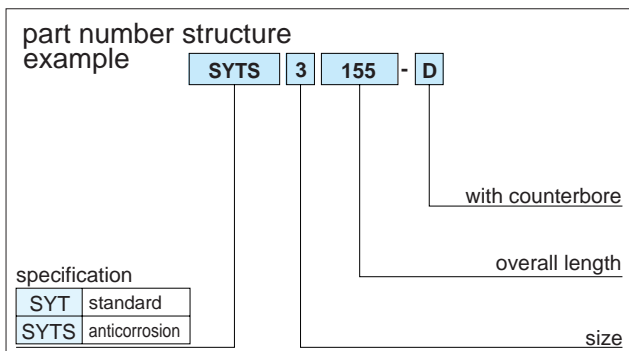 part number structure
example
SYTS 3 155 - D
with counterbore
overall length
specification
SYT standard
SYTS anticorrosion
size